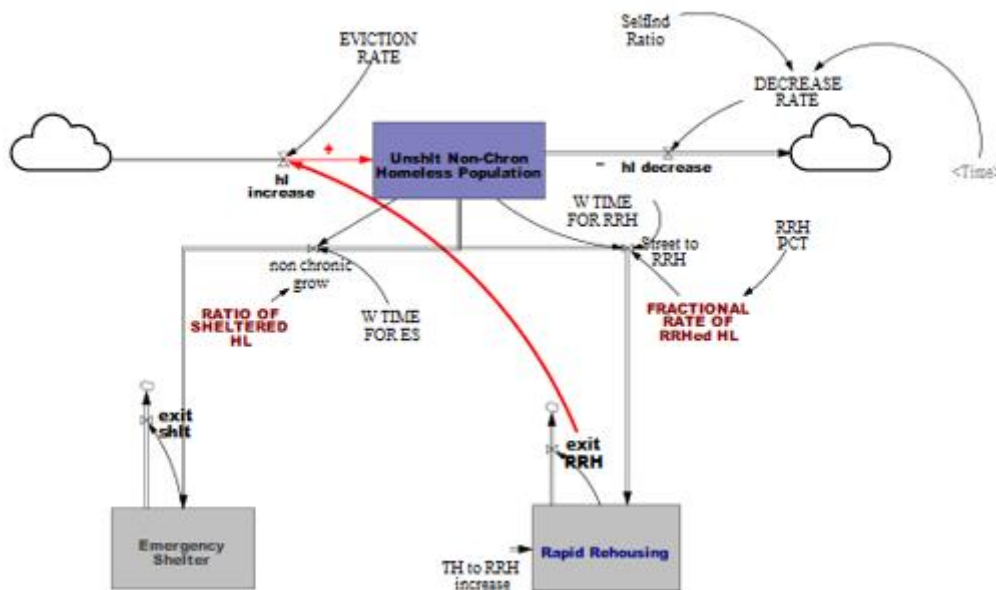 EVICTION
RATE
SelfInd
Ratio
DECREASE
RATE
+
Unshlt Non-Chron
Homeless Population
hl
increase
– hl decrease
<Time>
W TIME
FOR RRH
Street to
RRH
RRH
PCT
non chronic
grow
RATIO OF
SHELTERED
HL
W TIME
FOR ES
FRACTIONAL
RATE OF
RRHed HL
exit
shlt
exit
RRH
Emergency
Shelter
Rapid Rehousing
TH to RRH
increase